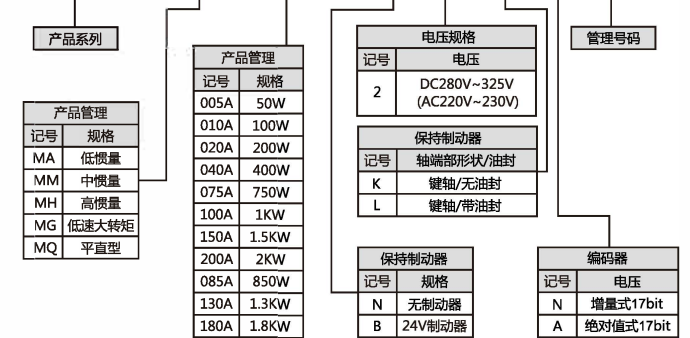 产品系列
产品管理
记号 规格
MA 低惯量
MM 中惯量
MH 高惯量
MG 低速大转矩
MQ 平直型
产品管理
记号 规格
005A 50W
010A 100W
020A 200W
040A 400W
075A 750W
100A 1KW
150A 1.5KW
200A 2KW
085A 850W
130A 1.3KW
180A 1.8KW
电压规格
记号 电压
2 DC280V~325V
(AC220V~230V)
保持制动器
记号 轴端部形状/油封
K 键轴/无油封
L 键轴/带油封
保持制动器
记号 规格
N 无制动器
B 24V制动器
管理号码
编码器
记号 电压
N 增量式17bit
A 绝对值式17bit